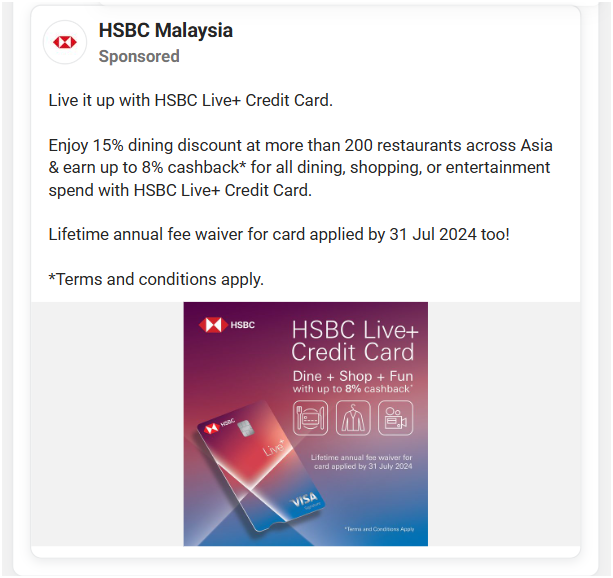 HSBC Malaysia
Sponsored
Live it up with HSBC Live+ Credit Card.
Enjoy 15% dining discount at more than 200 restaurants across Asia
& earn up to 8% cashback* for all dining, shopping, or entertainment
spend with HSBC Live+ Credit Card.
Lifetime annual fee waiver for card applied by 31 Jul 2024 too!
*Terms and conditions apply.
HSBC
HSBC Live+
Credit Card
Dine + Shop + Fun
with up to 8% cashback*
HSBC
Live+
Lifetime annual fee waiver for
card applied by 31 July 2024
VISA
*Terms and Conditions Apply